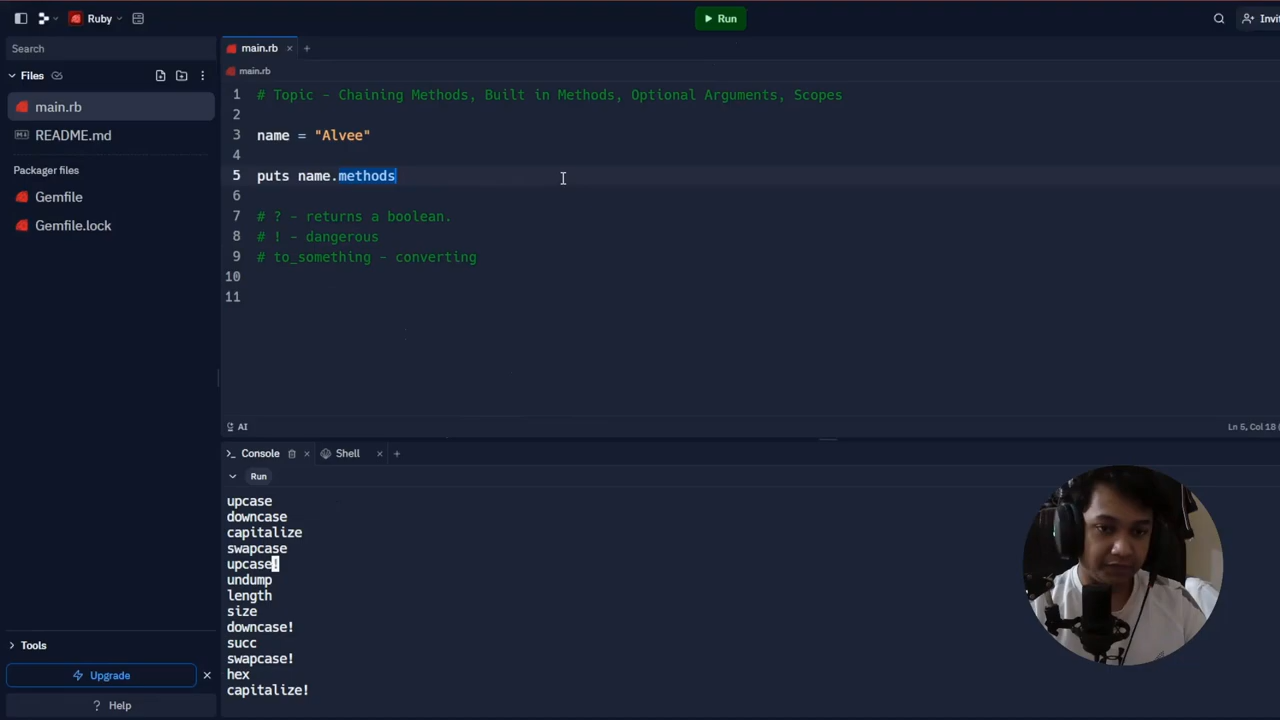 Ruby
Run
Invi
Search
main.rb
Files
main.rb
main.rb
README.md
Packager files
Gemfile
Gemfile.lock
1 # Topic - Chaining Methods, Built in Methods, Optional Arguments, Scopes
2
3 name = "Alvee"
4
5 puts name.methods
6
7 # ? - returns a boolean.
8 # ! - dangerous
9 # to_something - converting
10
11
AI
Ln 5, Col 18
Console
Shell
Run
upcase
downcase
capitalize
swapcase
upcase!
undump
length
size
downcase!
succ
swapcase!
hex
capitalize!
Tools
Upgrade
? Help